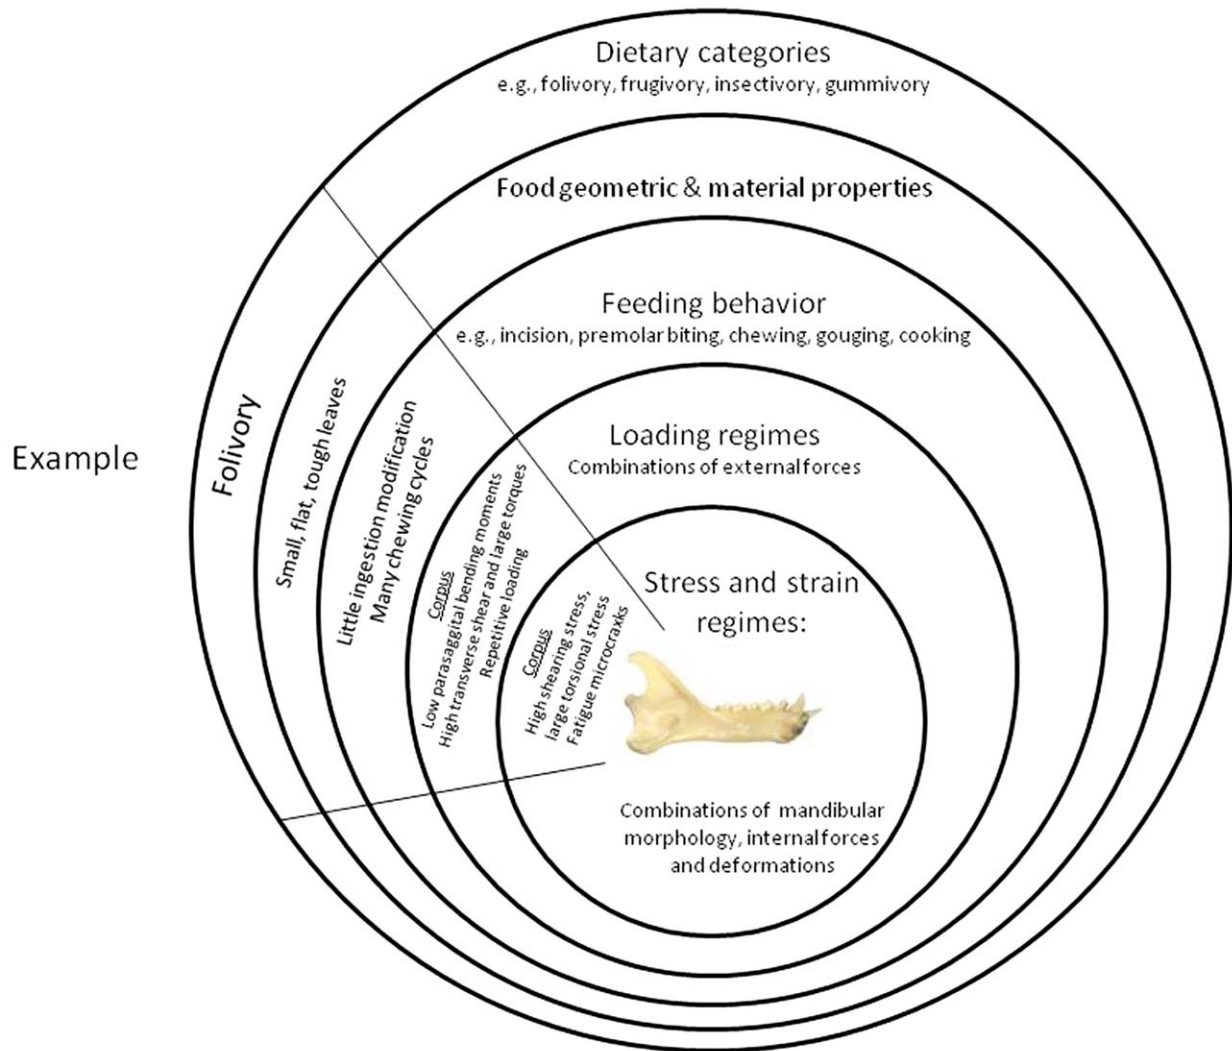 Dietary categories
e.g., folivory, frugivory, insectivory, gummivory
Food geometric & material properties
Feeding behavior
e.g., incision, premolar biting, chewing, gouging, cooking
Loading regimes
Combinations of external forces
Stress and strain
regimes:
Combinations of mandibular
morphology, internal forces
and deformations
Example
Folivory
Small, flat, tough leaves
Little ingestion modification
Many chewing cycles
Corpus
Low parasaggital bending moments
High transverse shear and large torques
Repetitive loading
Corpus
High shearing stress,
large torsional stress
Fatigue microcraxks